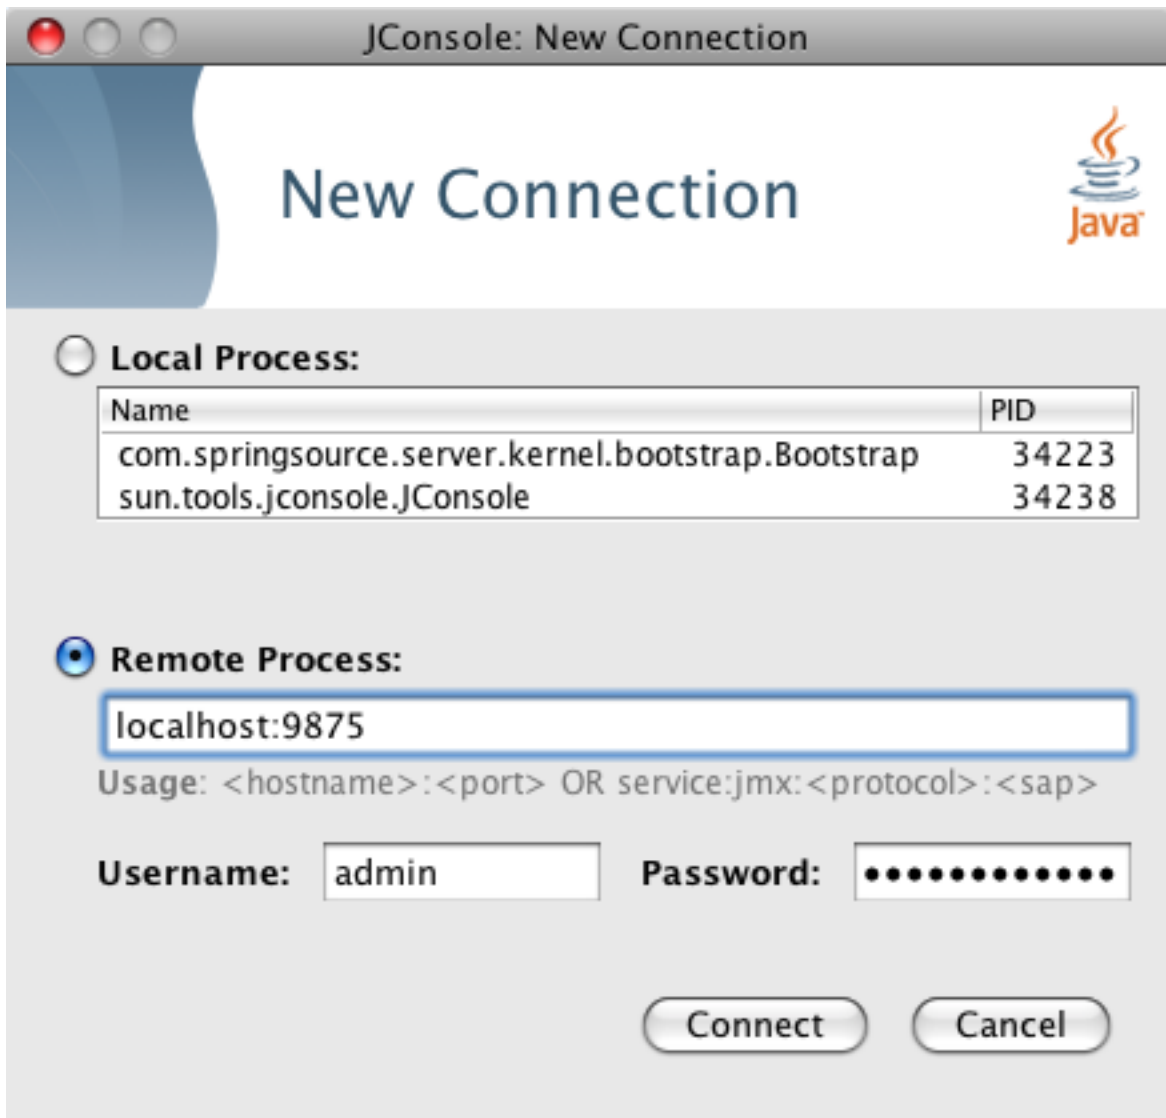 JConsole: New Connection
New Connection
Java
Local Process:
Name PID
com.springsource.server.kernel.bootstrap.Bootstrap 34223
sun.tools.jconsole.JConsole 34238
Remote Process:
localhost:9875
Usage: <hostname>:<port> OR service:jmx:<protocol>:<sap>
Username: admin Password: ••••••••••••
Connect Cancel